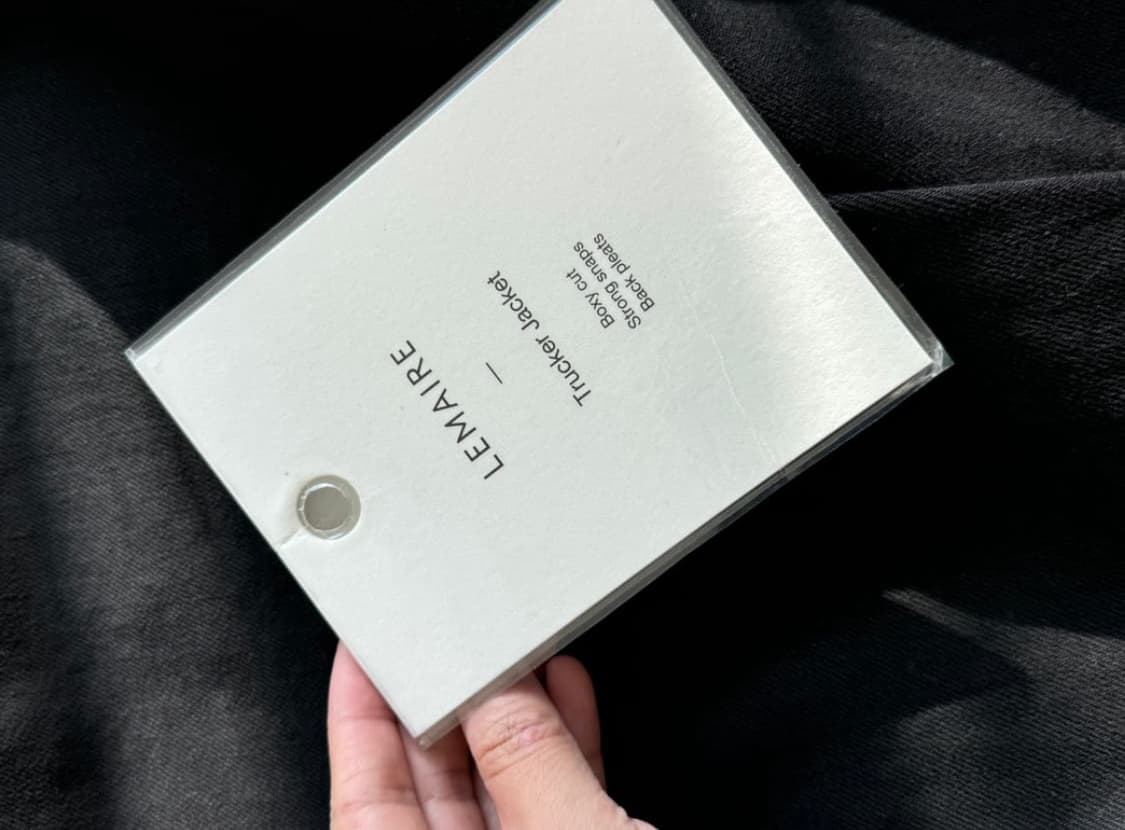 LEMAIRE
—
Trucker Jacket
Boxy cut
Strong snaps
Back pleats